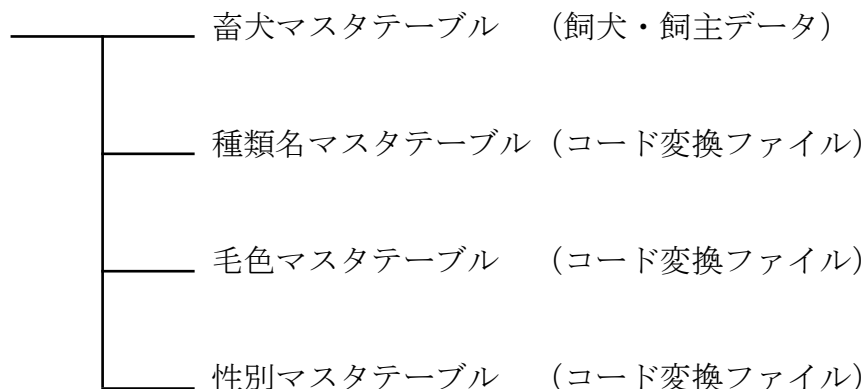 畜犬マスタテーブル （飼犬・飼主データ）
種類名マスタテーブル（コード変換ファイル）
毛色マスタテーブル （コード変換ファイル）
性別マスタテーブル （コード変換ファイル）